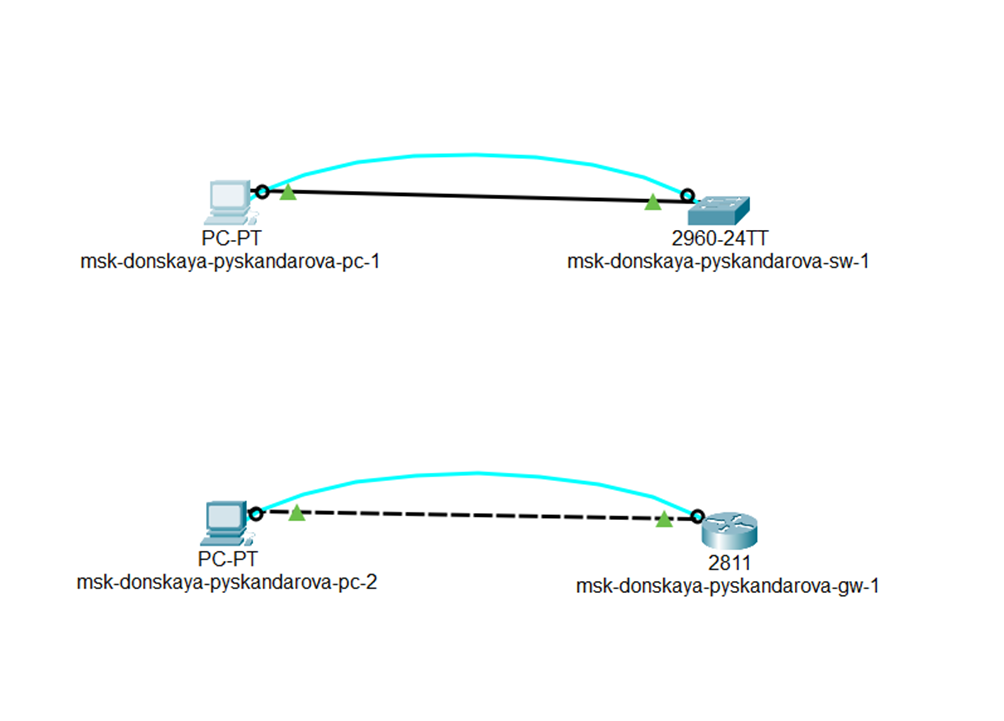 PC-PT
msk-donskaya-pyskandarova-pc-1
2960-24TT
msk-donskaya-pyskandarova-sw-1
PC-PT
msk-donskaya-pyskandarova-pc-2
2811
msk-donskaya-pyskandarova-gw-1